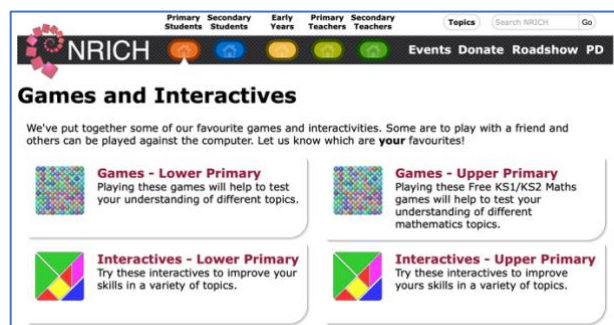 Primary Students
Secondary Students
Early Years
Primary Teachers
Secondary Teachers
Topics
Search NRICH
Go
NRICH
Events Donate Roadshow PD
Games and Interactives
We've put together some of our favourite games and interactivities. Some are to play with a friend and
others can be played against the computer. Let us know which are your favourites!
Games - Lower Primary
Playing these games will help to test
your understanding of different topics.
Games - Upper Primary
Playing these Free KS1/KS2 Maths
games will help to test your
understanding of different
mathematics topics.
Interactives - Lower Primary
Try these interactives to improve your
skills in a variety of topics.
Interactives - Upper Primary
Try these interactives to improve
yours skills in a variety of topics.